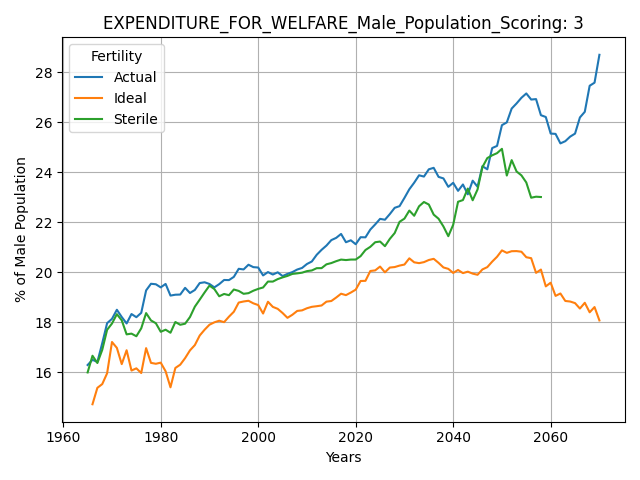 EXPENDITURE_FOR_WELFARE_Male_Population_Scoring: 3
Fertility
Actual
Ideal
Sterile
% of Male Population
28
26
24
22
20
18
16
1960 1980 2000 2020 2040 2060
Years